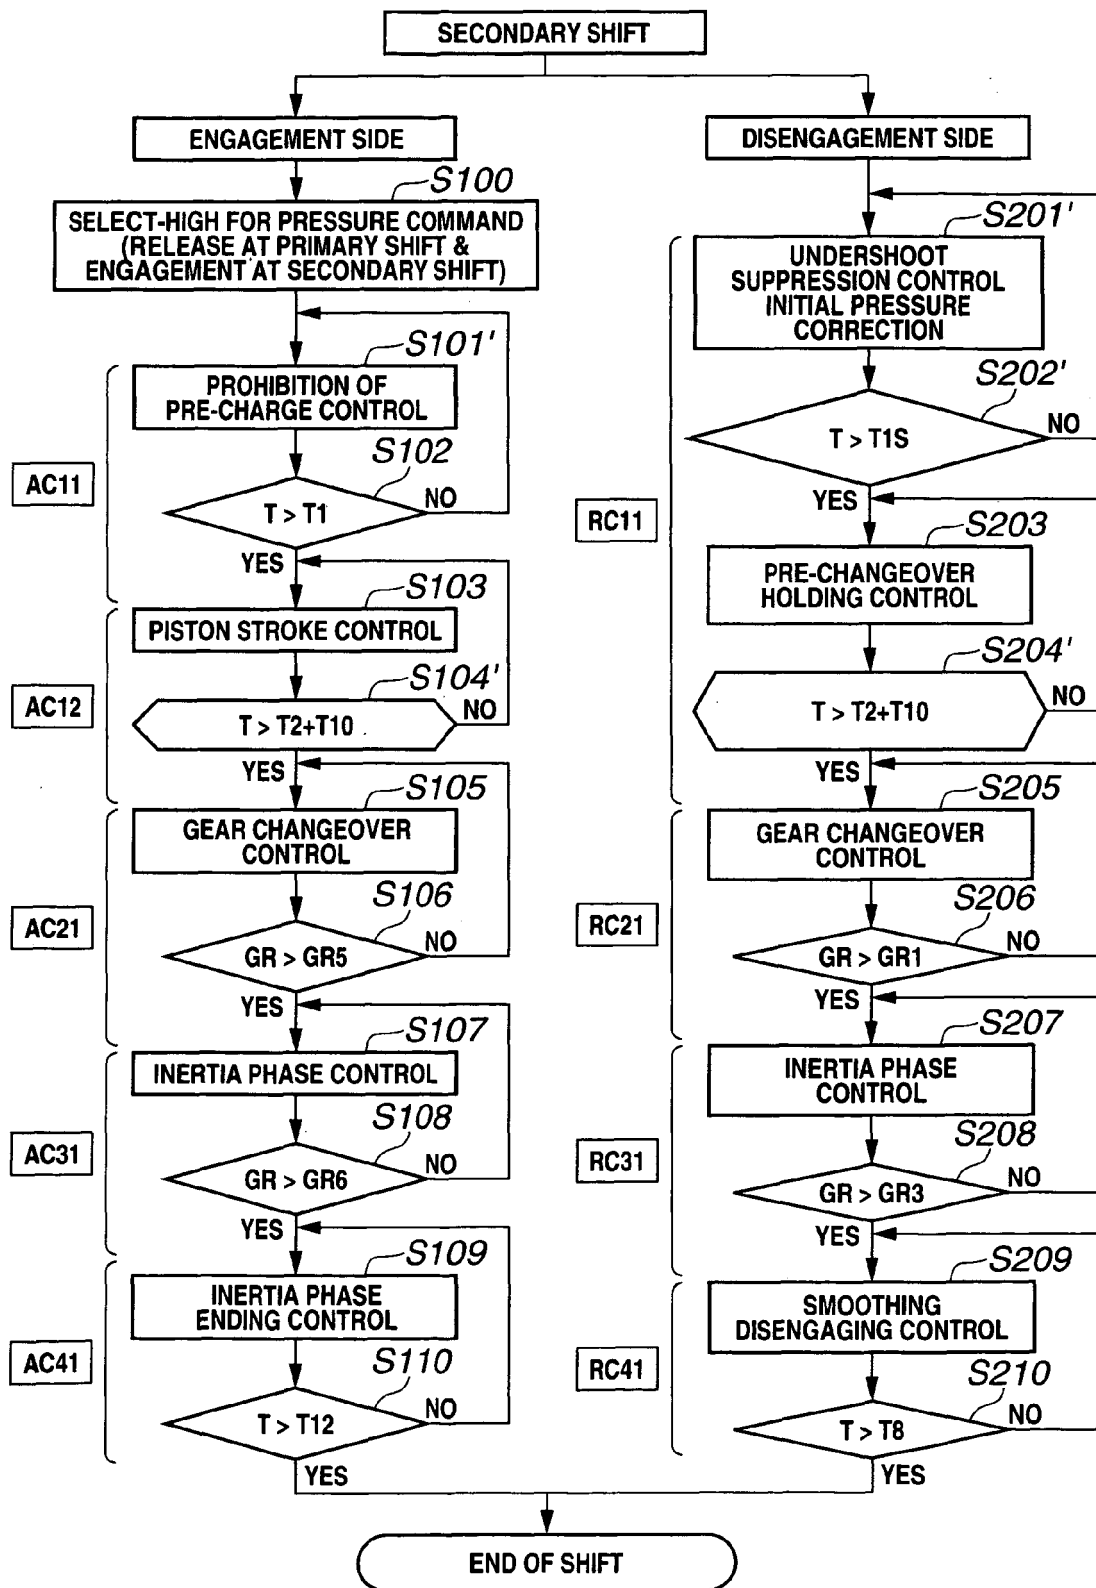 SECONDARY SHIFT
ENGAGEMENT SIDE
S100
SELECT-HIGH FOR PRESSURE COMMAND
(RELEASE AT PRIMARY SHIFT &
ENGAGEMENT AT SECONDARY SHIFT)
S101'
PROHIBITION OF
PRE-CHARGE CONTROL
S102
AC11
T > T1
NO
YES
S103
PISTON STROKE CONTROL
S104'
AC12
T > T2+T10
NO
YES
S105
GEAR CHANGEOVER
CONTROL
S106
AC21
GR > GR5
NO
YES
S107
INERTIA PHASE CONTROL
S108
AC31
GR > GR6
NO
YES
S109
INERTIA PHASE
ENDING CONTROL
AC41
S110
T > T12
NO
YES
DISENGAGEMENT SIDE
S201'
UNDERSHOOT
SUPPRESSION CONTROL
INITIAL PRESSURE
CORRECTION
S202'
T > T1S
NO
YES
RC11
S203
PRE-CHANGEOVER
HOLDING CONTROL
S204'
T > T2+T10
NO
YES
S205
GEAR CHANGEOVER
CONTROL
S206
RC21
GR > GR1
NO
YES
S207
INERTIA PHASE
CONTROL
S208
RC31
GR > GR3
NO
YES
S209
SMOOTHING
DISENGAGING CONTROL
RC41
S210
T > T8
NO
YES
END OF SHIFT